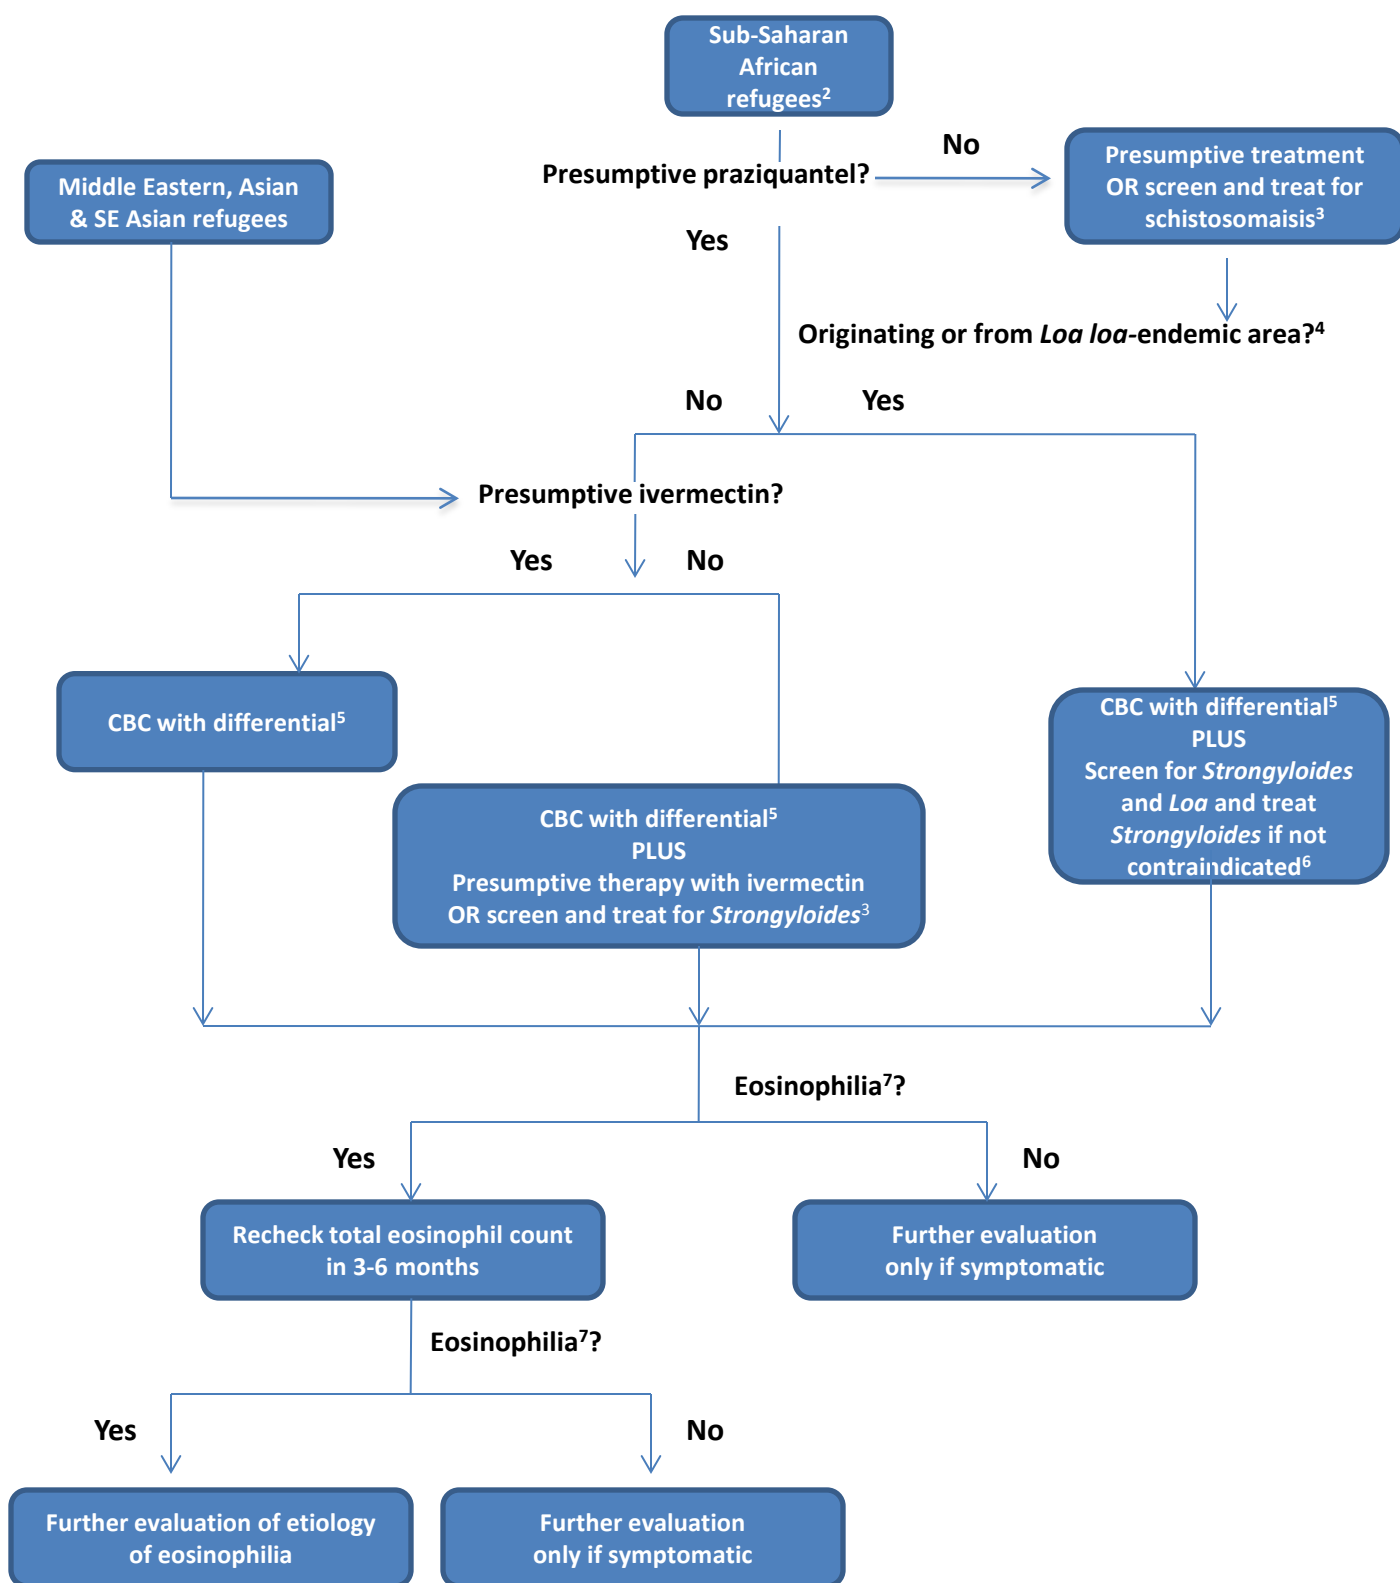 Sub-Saharan
African
refugees²
No
Presumptive praziquantel?
Presumptive treatment
OR screen and treat for
schistosomaisis³
Middle Eastern, Asian
& SE Asian refugees
Yes
Originating or from Loa loa-endemic area?⁴
No
Yes
Presumptive ivermectin?
Yes
No
CBC with differential⁵
CBC with differential⁵
PLUS
Presumptive therapy with ivermectin
OR screen and treat for Strongyloides³
CBC with differential⁵
PLUS
Screen for Strongyloides
and Loa and treat
Strongyloides if not
contraindicated⁶
Eosinophilia⁷?
Yes
No
Recheck total eosinophil count
in 3-6 months
Further evaluation
only if symptomatic
Eosinophilia⁷?
Yes
No
Further evaluation of etiology
of eosinophilia
Further evaluation
only if symptomatic